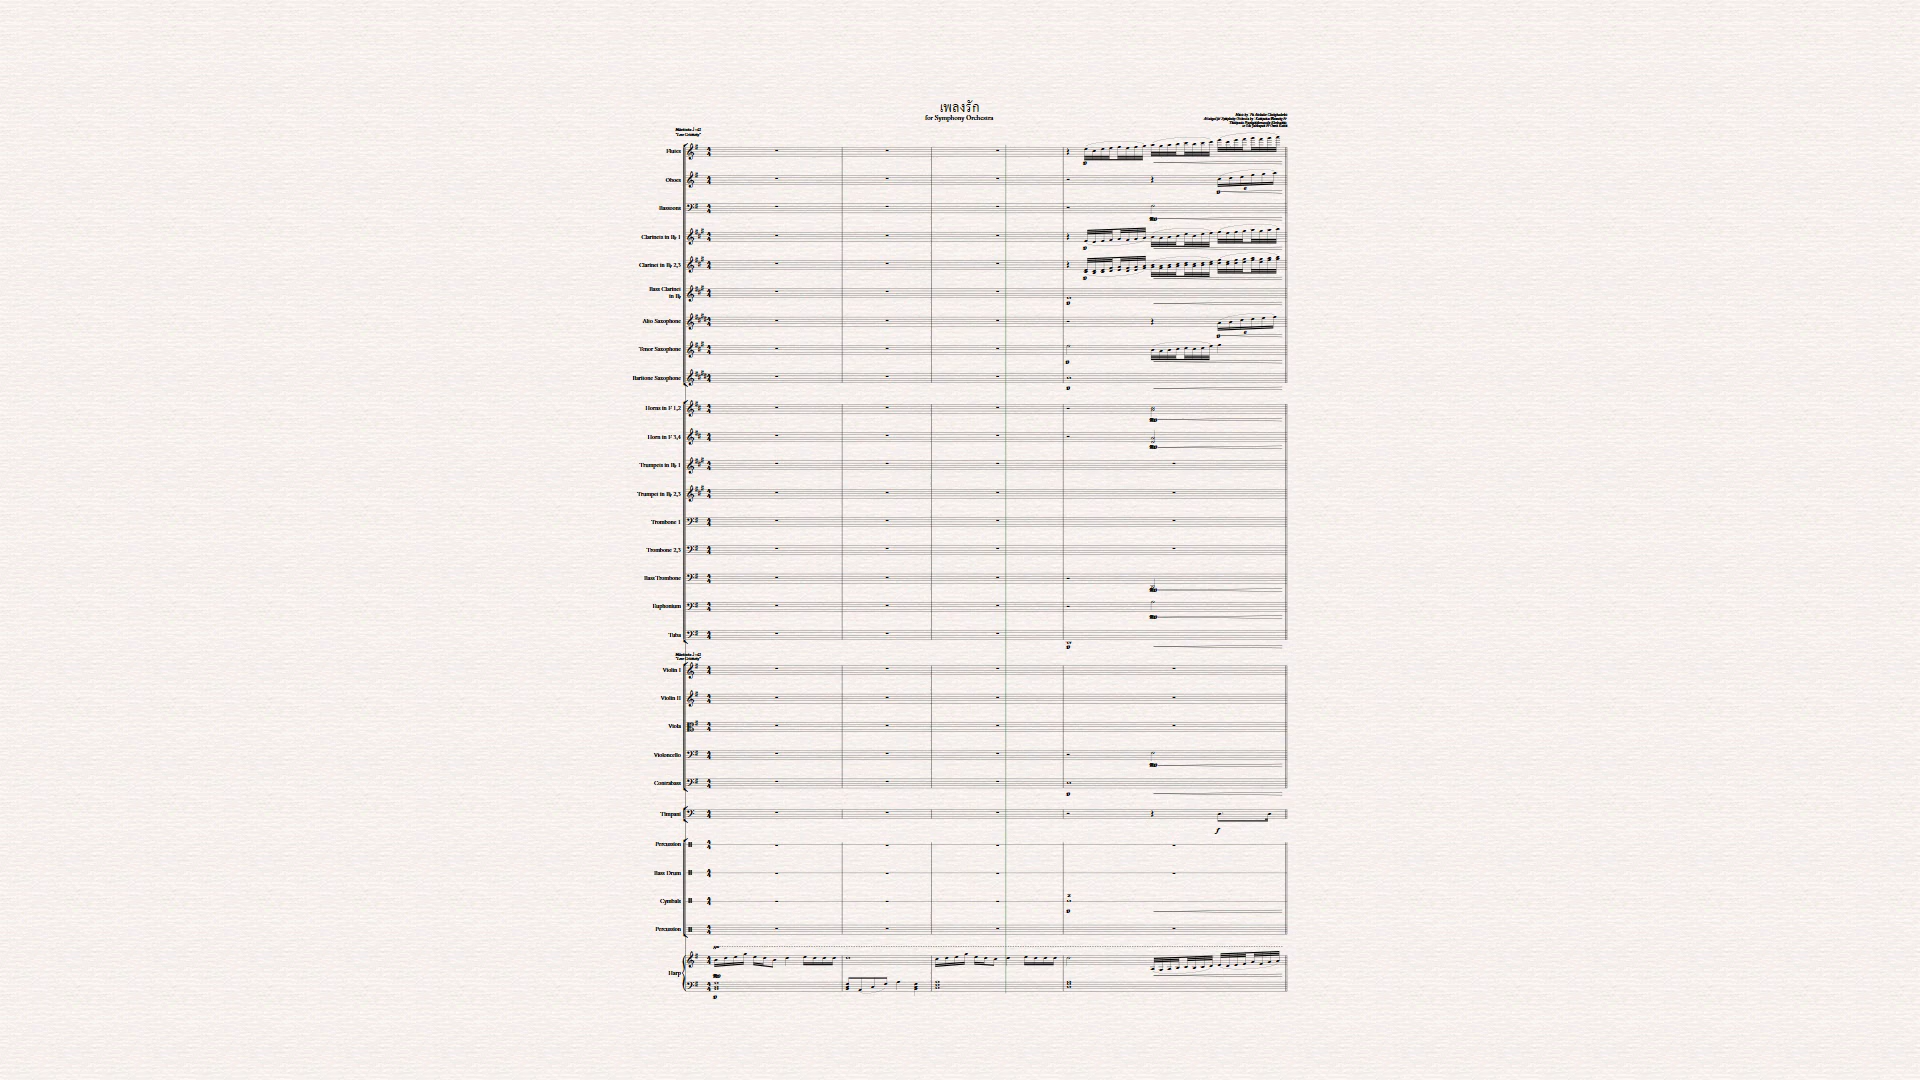 เพลงรัก
for Symphony Orchestra
Flutes
Oboes
Bassoons
Clarinets in B♭ 1
Clarinet in B♭ 2,3
Bass Clarinet
in B♭
Alto Saxophone
Tenor Saxophone
Baritone Saxophone
Horns in F 1,2
Horn in F 3,4
Trumpets in B♭ 1
Trumpet in B♭ 2,3
Trombone 1
Trombone 2,3
Bass Trombone
Euphonium
Tuba
Violin I
Violin II
Viola
Violoncello
Contrabass
Timpani
Percussion
Bass Drum
Cymbals
Percussion
Harp